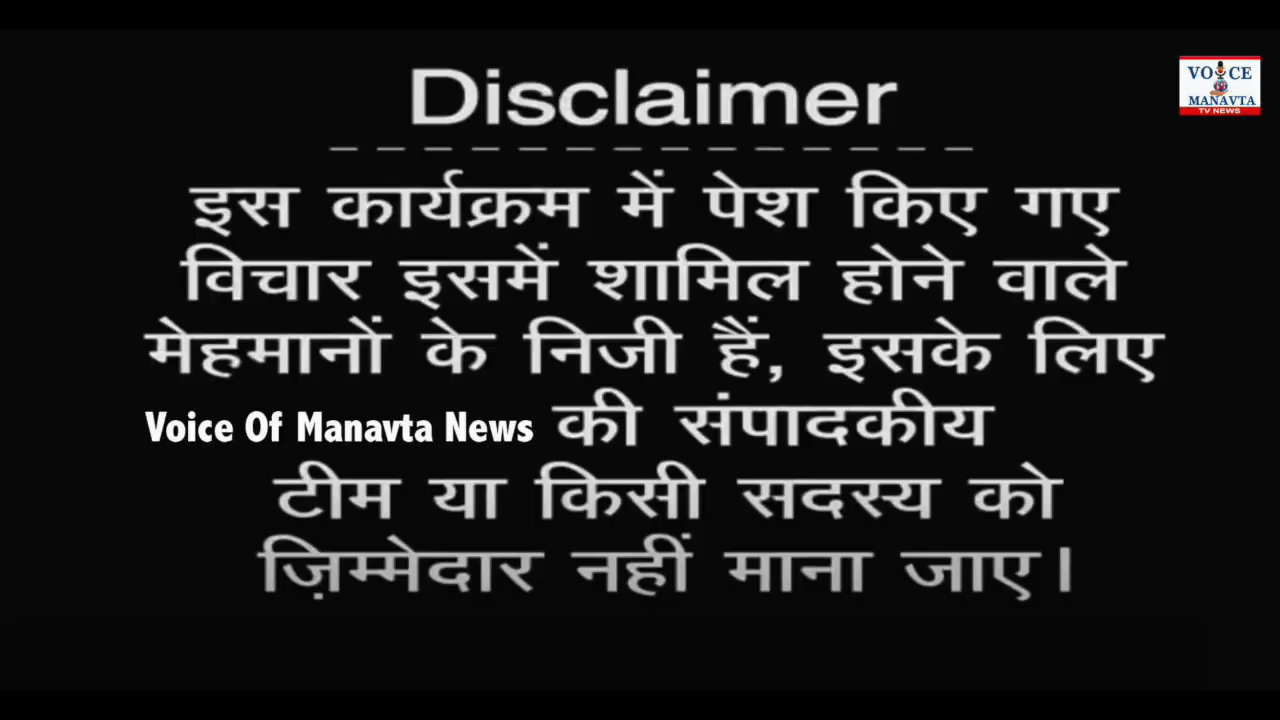 Disclaimer
VOICE
OF
MANAVTA
TV NEWS
इस कार्यक्रम में पेश किए गए
विचार इसमें शामिल होने वाले
मेहमानों के निजी हैं, इसके लिए
Voice Of Manavta News की संपादकीय
टीम या किसी सदस्य को
ज़िम्मेदार नहीं माना जाए।